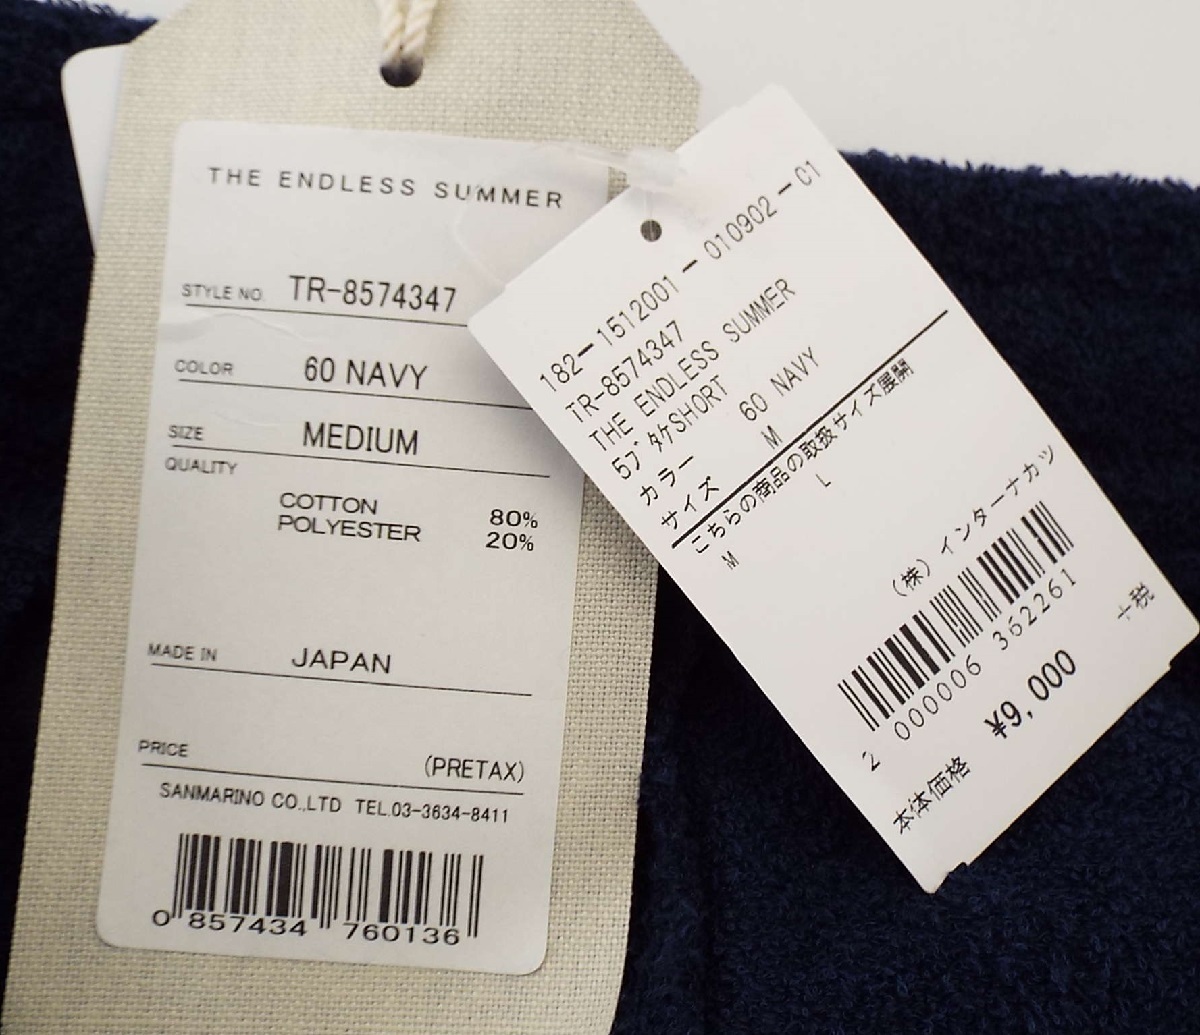 THE ENDLESS SUMMER
STYLE NO. TR-8574347
COLOR 60 NAVY
SIZE MEDIUM
QUALITY
COTTON 80%
POLYESTER 20%
MADE IN JAPAN
PRICE (PRETAX)
SANMARINO CO.,LTD TEL.03-3634-8411
0 857434 760136
182-1512001-010902-01
TR-8574347
THE ENDLESS SUMMER
5ブタケSHORT
カラー 60 NAVY
サイズ M
こちらの商品の取扱サイズ展開
M L
(株)インターナカツ
2 000006 362261
本体価格 ¥9,000 +税